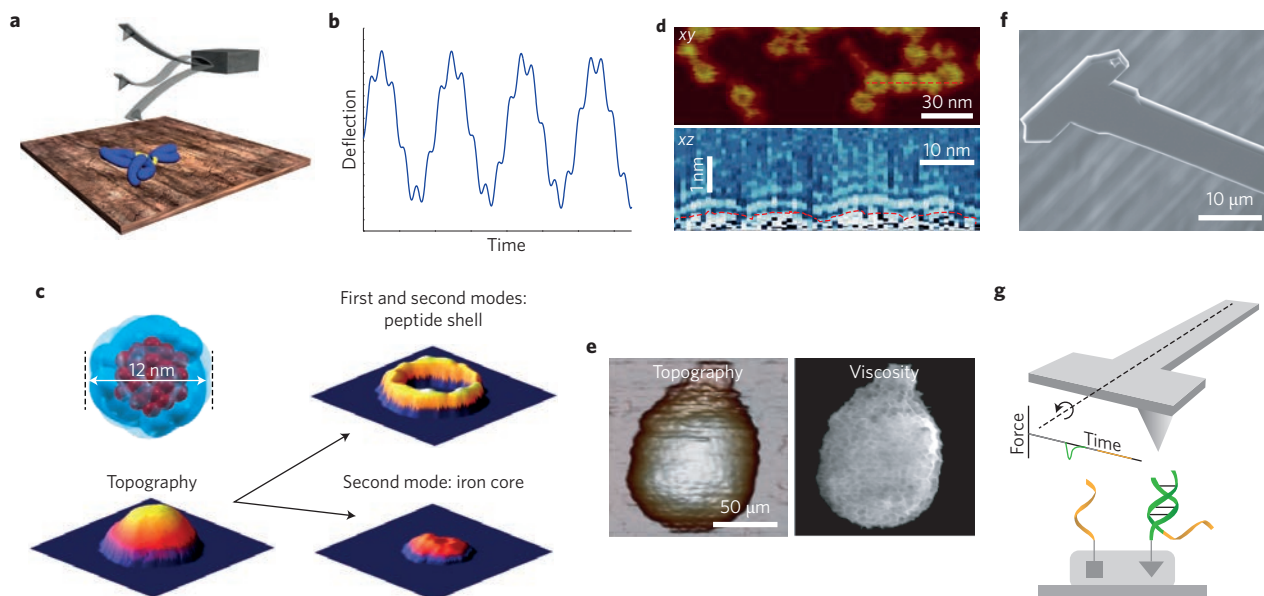 a
b
Deflection
Time
c
12 nm
Topography
First and second modes:
peptide shell
Second mode: iron core
d
xy
30 nm
xz
10 nm
1 nm
e
Topography
50 μm
Viscosity
f
10 μm
g
Force
Time